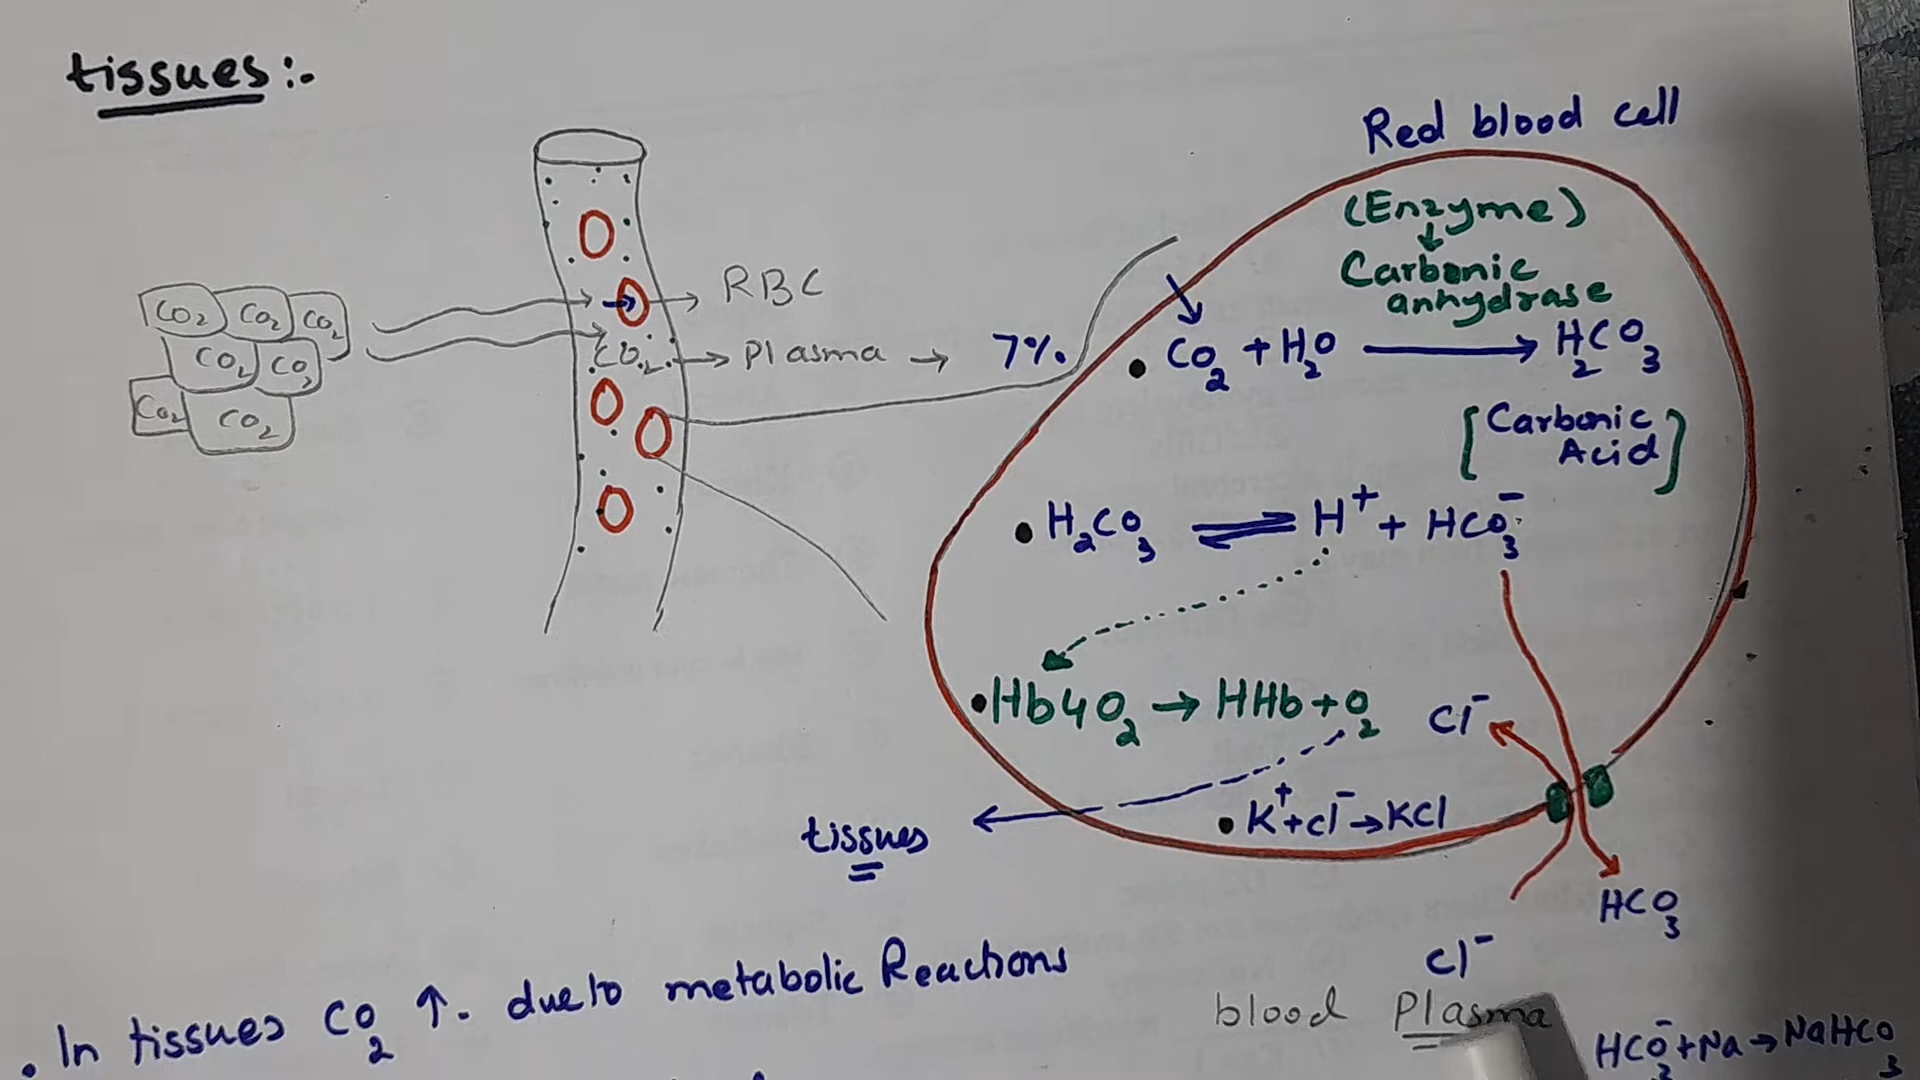 tissues:-
Red blood cell
(Enzyme)
↓
Carbonic
anhydrase
CO2 CO2 CO2
CO2 CO2
CO2 CO2
→ RBC
CO2 → Plasma → 7%
• CO2 + H2O → H2CO3
[Carbonic
Acid]
• H2CO3 ⇌ H+ + HCO3-
• Hb4O2 → HHb + O2
Cl-
• K+ + cl- → KCl
tissues
HCO3
cl-
blood Plasma
HCO3- + Na → NaHCO3
• In tissues CO2 ↑. due to metabolic Reactions